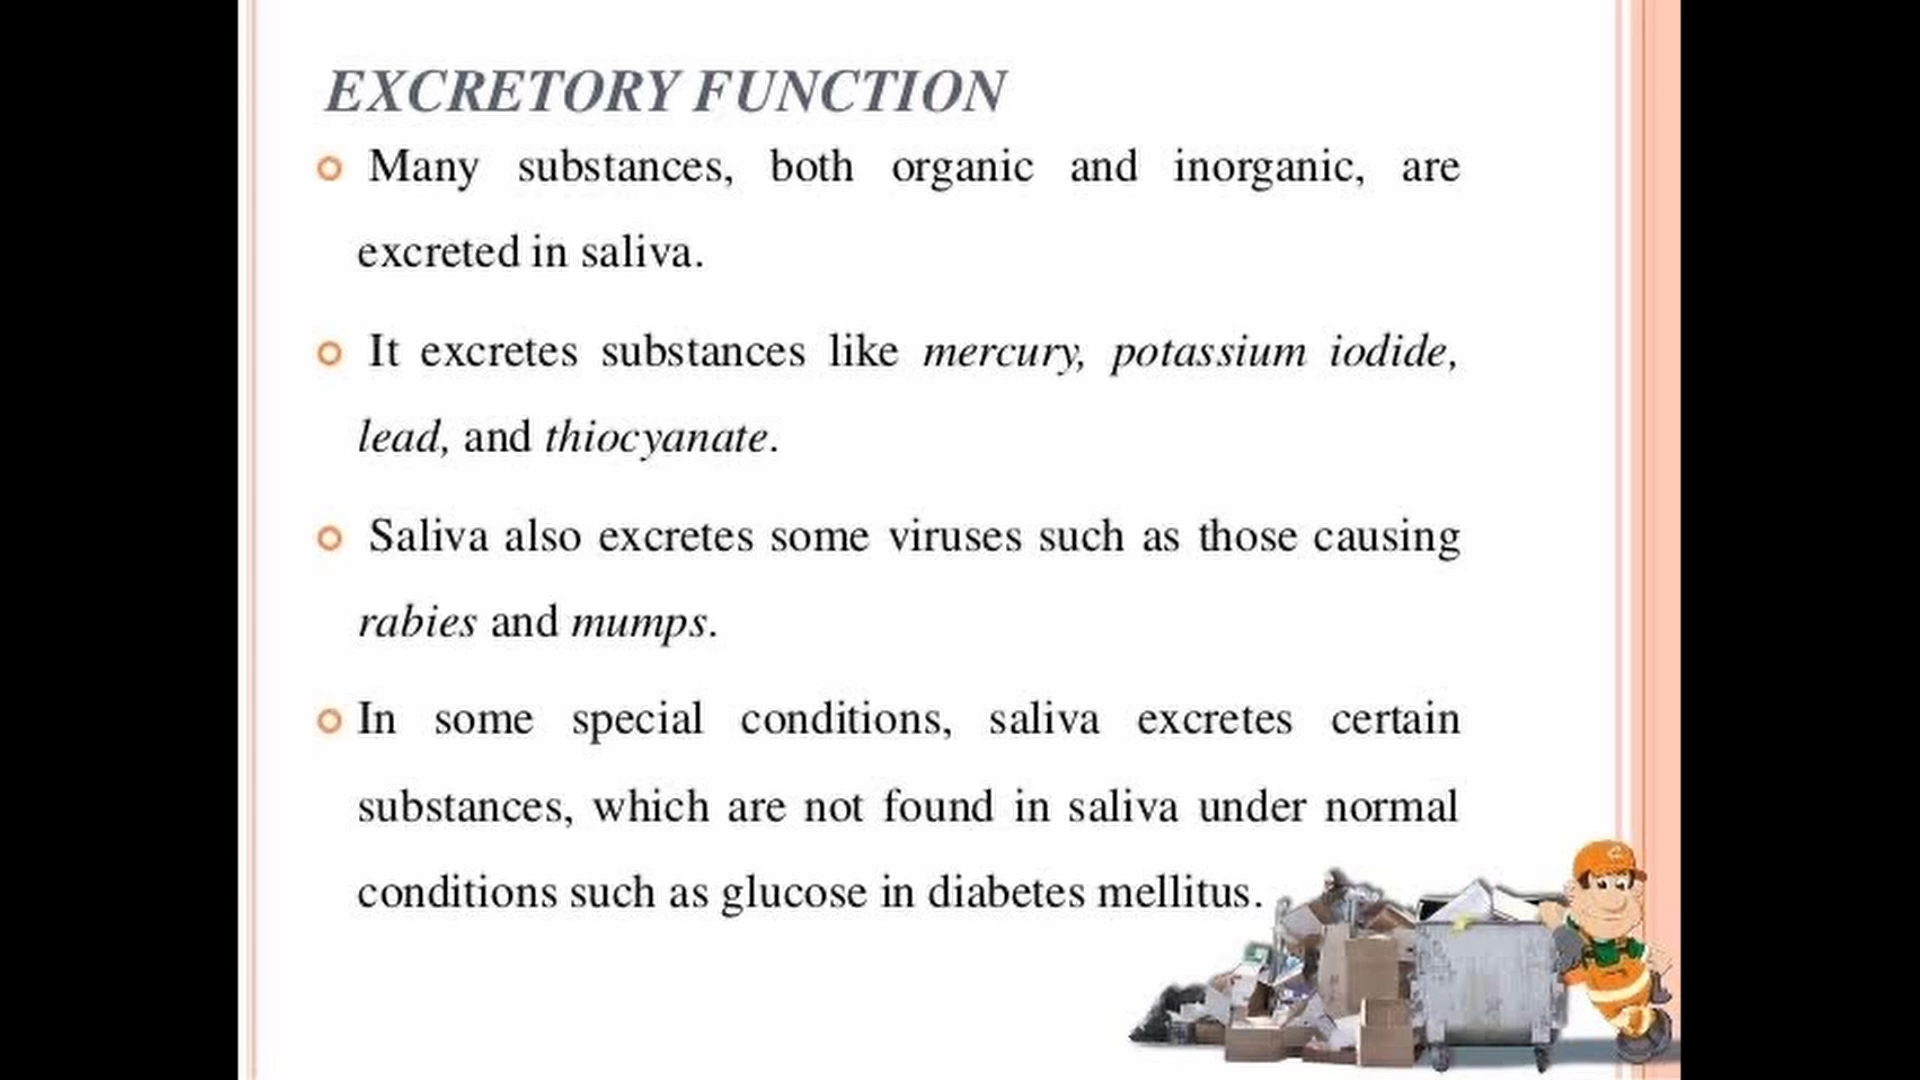 EXCRETORY FUNCTION
Many substances, both organic and inorganic, are
excreted in saliva.
It excretes substances like mercury, potassium iodide,
lead, and thiocyanate.
Saliva also excretes some viruses such as those causing
rabies and mumps.
In some special conditions, saliva excretes certain
substances, which are not found in saliva under normal
conditions such as glucose in diabetes mellitus.